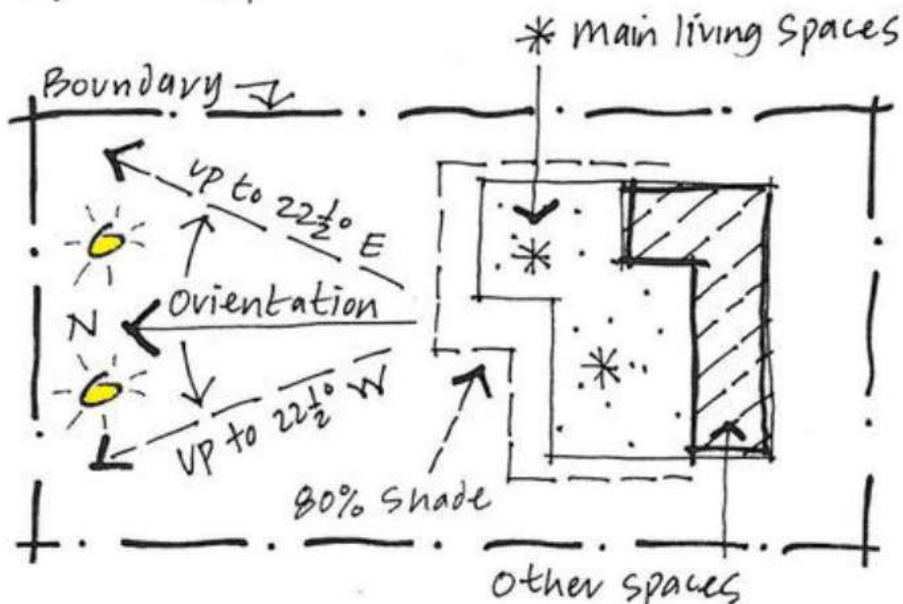 * Main living spaces
Boundary
up to 22½° E
Orientation
N
up to 22½° W
80% Shade
Other spaces